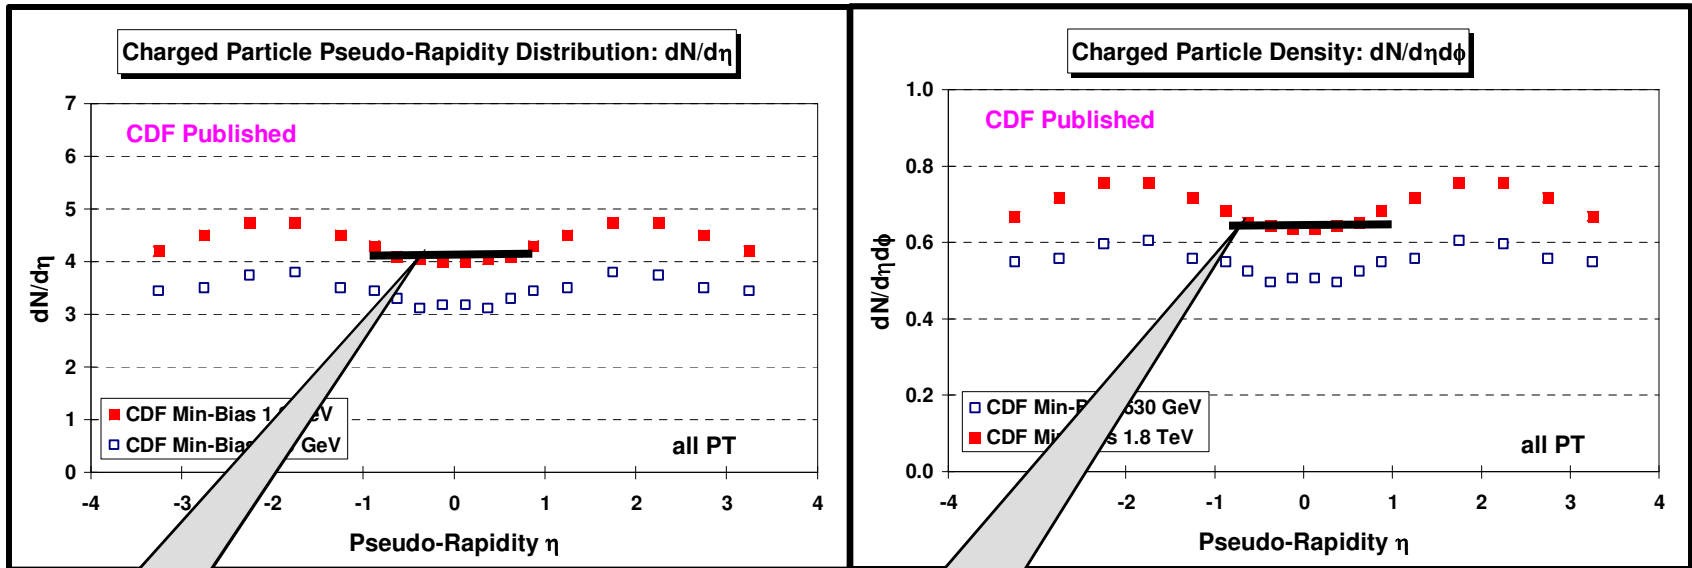 Charged Particle Pseudo-Rapidity Distribution: dN/dη
CDF Published
7
6
5
4
3
2
1
0
dN/dη
CDF Min-Bias 1.
eV
CDF Min-Bias
GeV
all PT
-4 -3 -2 -1 0 1 2 3 4
Pseudo-Rapidity η
Charged Particle Density: dN/dηdφ
CDF Published
1.0
0.8
0.6
0.4
0.2
0.0
dN/dηdφ
CDF Min- 630 GeV
CDF Mi s 1.8 TeV
all PT
-4 -3 -2 -1 0 1 2 3 4
Pseudo-Rapidity η